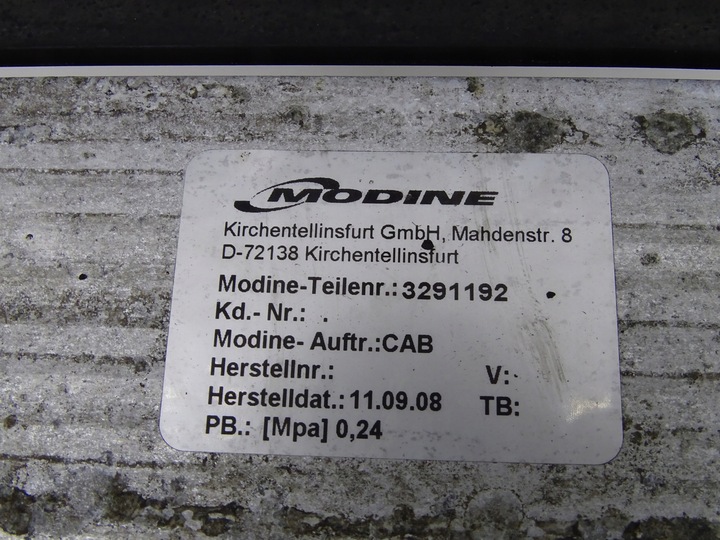 MODINE
Kirchentellinsfurt GmbH, Mahdenstr. 8
D-72138 Kirchentellinsfurt
Modine-Teilenr.: 3291192
Kd.- Nr.: .
Modine- Auftr.:CAB
Herstellnr.: V:
Herstelldat.: 11.09.08 TB:
PB.: [Mpa] 0,24